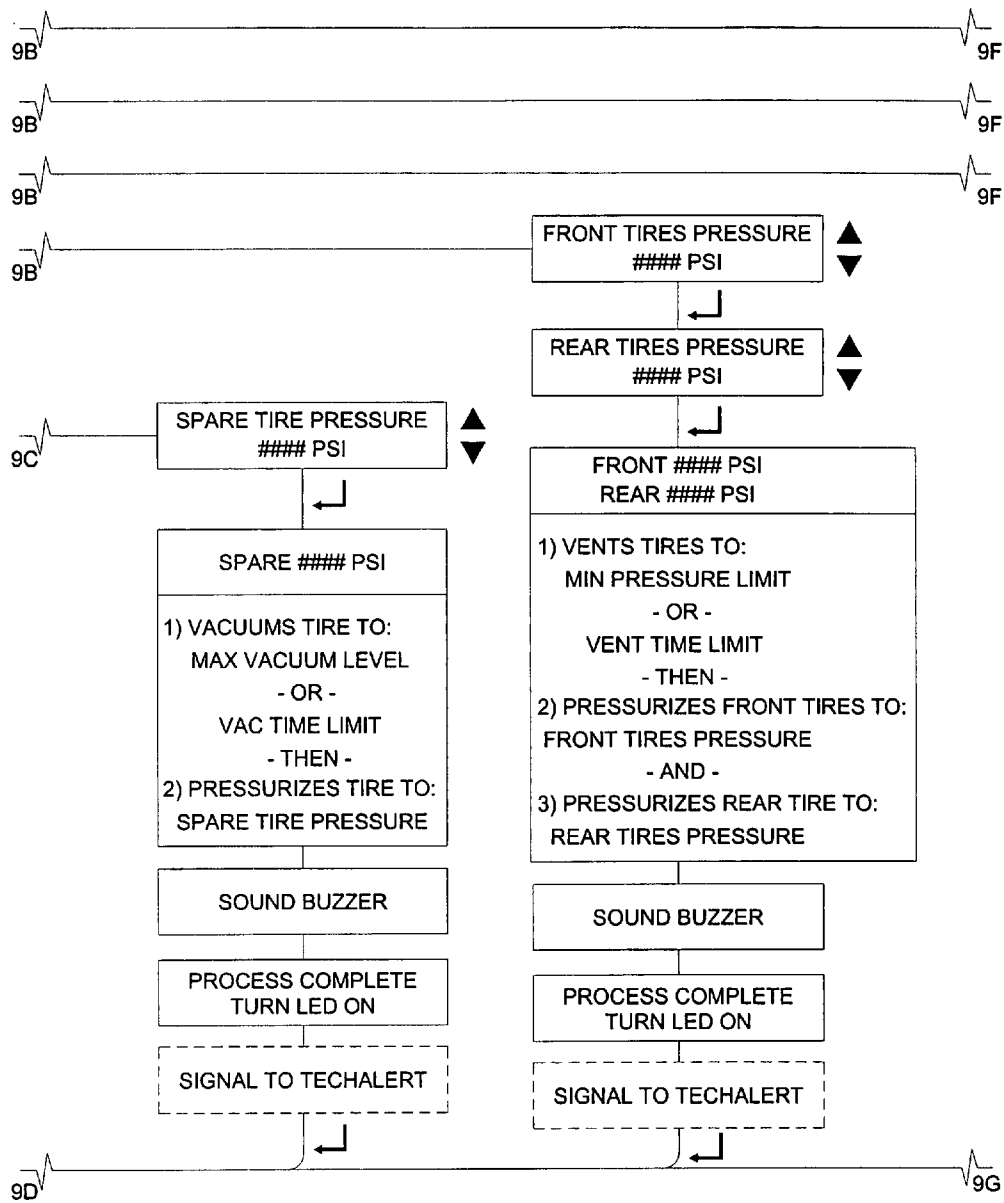 9B
9F
9B
9F
9B
9F
9B
FRONT TIRES PRESSURE
#### PSI
REAR TIRES PRESSURE
#### PSI
9C
SPARE TIRE PRESSURE
#### PSI
SPARE #### PSI
1) VACUUMS TIRE TO:
MAX VACUUM LEVEL
- OR -
VAC TIME LIMIT
- THEN -
2) PRESSURIZES TIRE TO:
SPARE TIRE PRESSURE
SOUND BUZZER
PROCESS COMPLETE
TURN LED ON
SIGNAL TO TECHALERT
FRONT #### PSI
REAR #### PSI
1) VENTS TIRES TO:
MIN PRESSURE LIMIT
- OR -
VENT TIME LIMIT
- THEN -
2) PRESSURIZES FRONT TIRES TO:
FRONT TIRES PRESSURE
- AND -
3) PRESSURIZES REAR TIRE TO:
REAR TIRES PRESSURE
SOUND BUZZER
PROCESS COMPLETE
TURN LED ON
SIGNAL TO TECHALERT
9D
9G